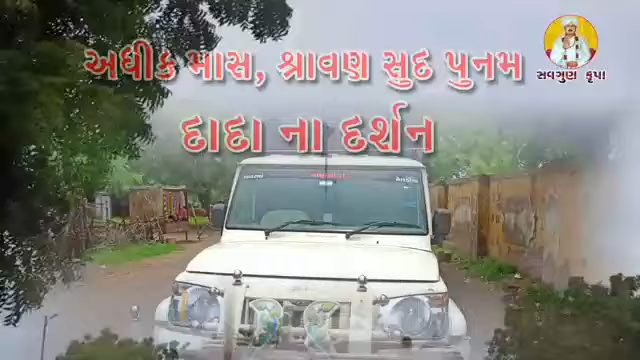 અધીક માસ, શ્રાવણ સુદ પુનમ
દાદા ના દર્શન
સવગુણ કૃપા